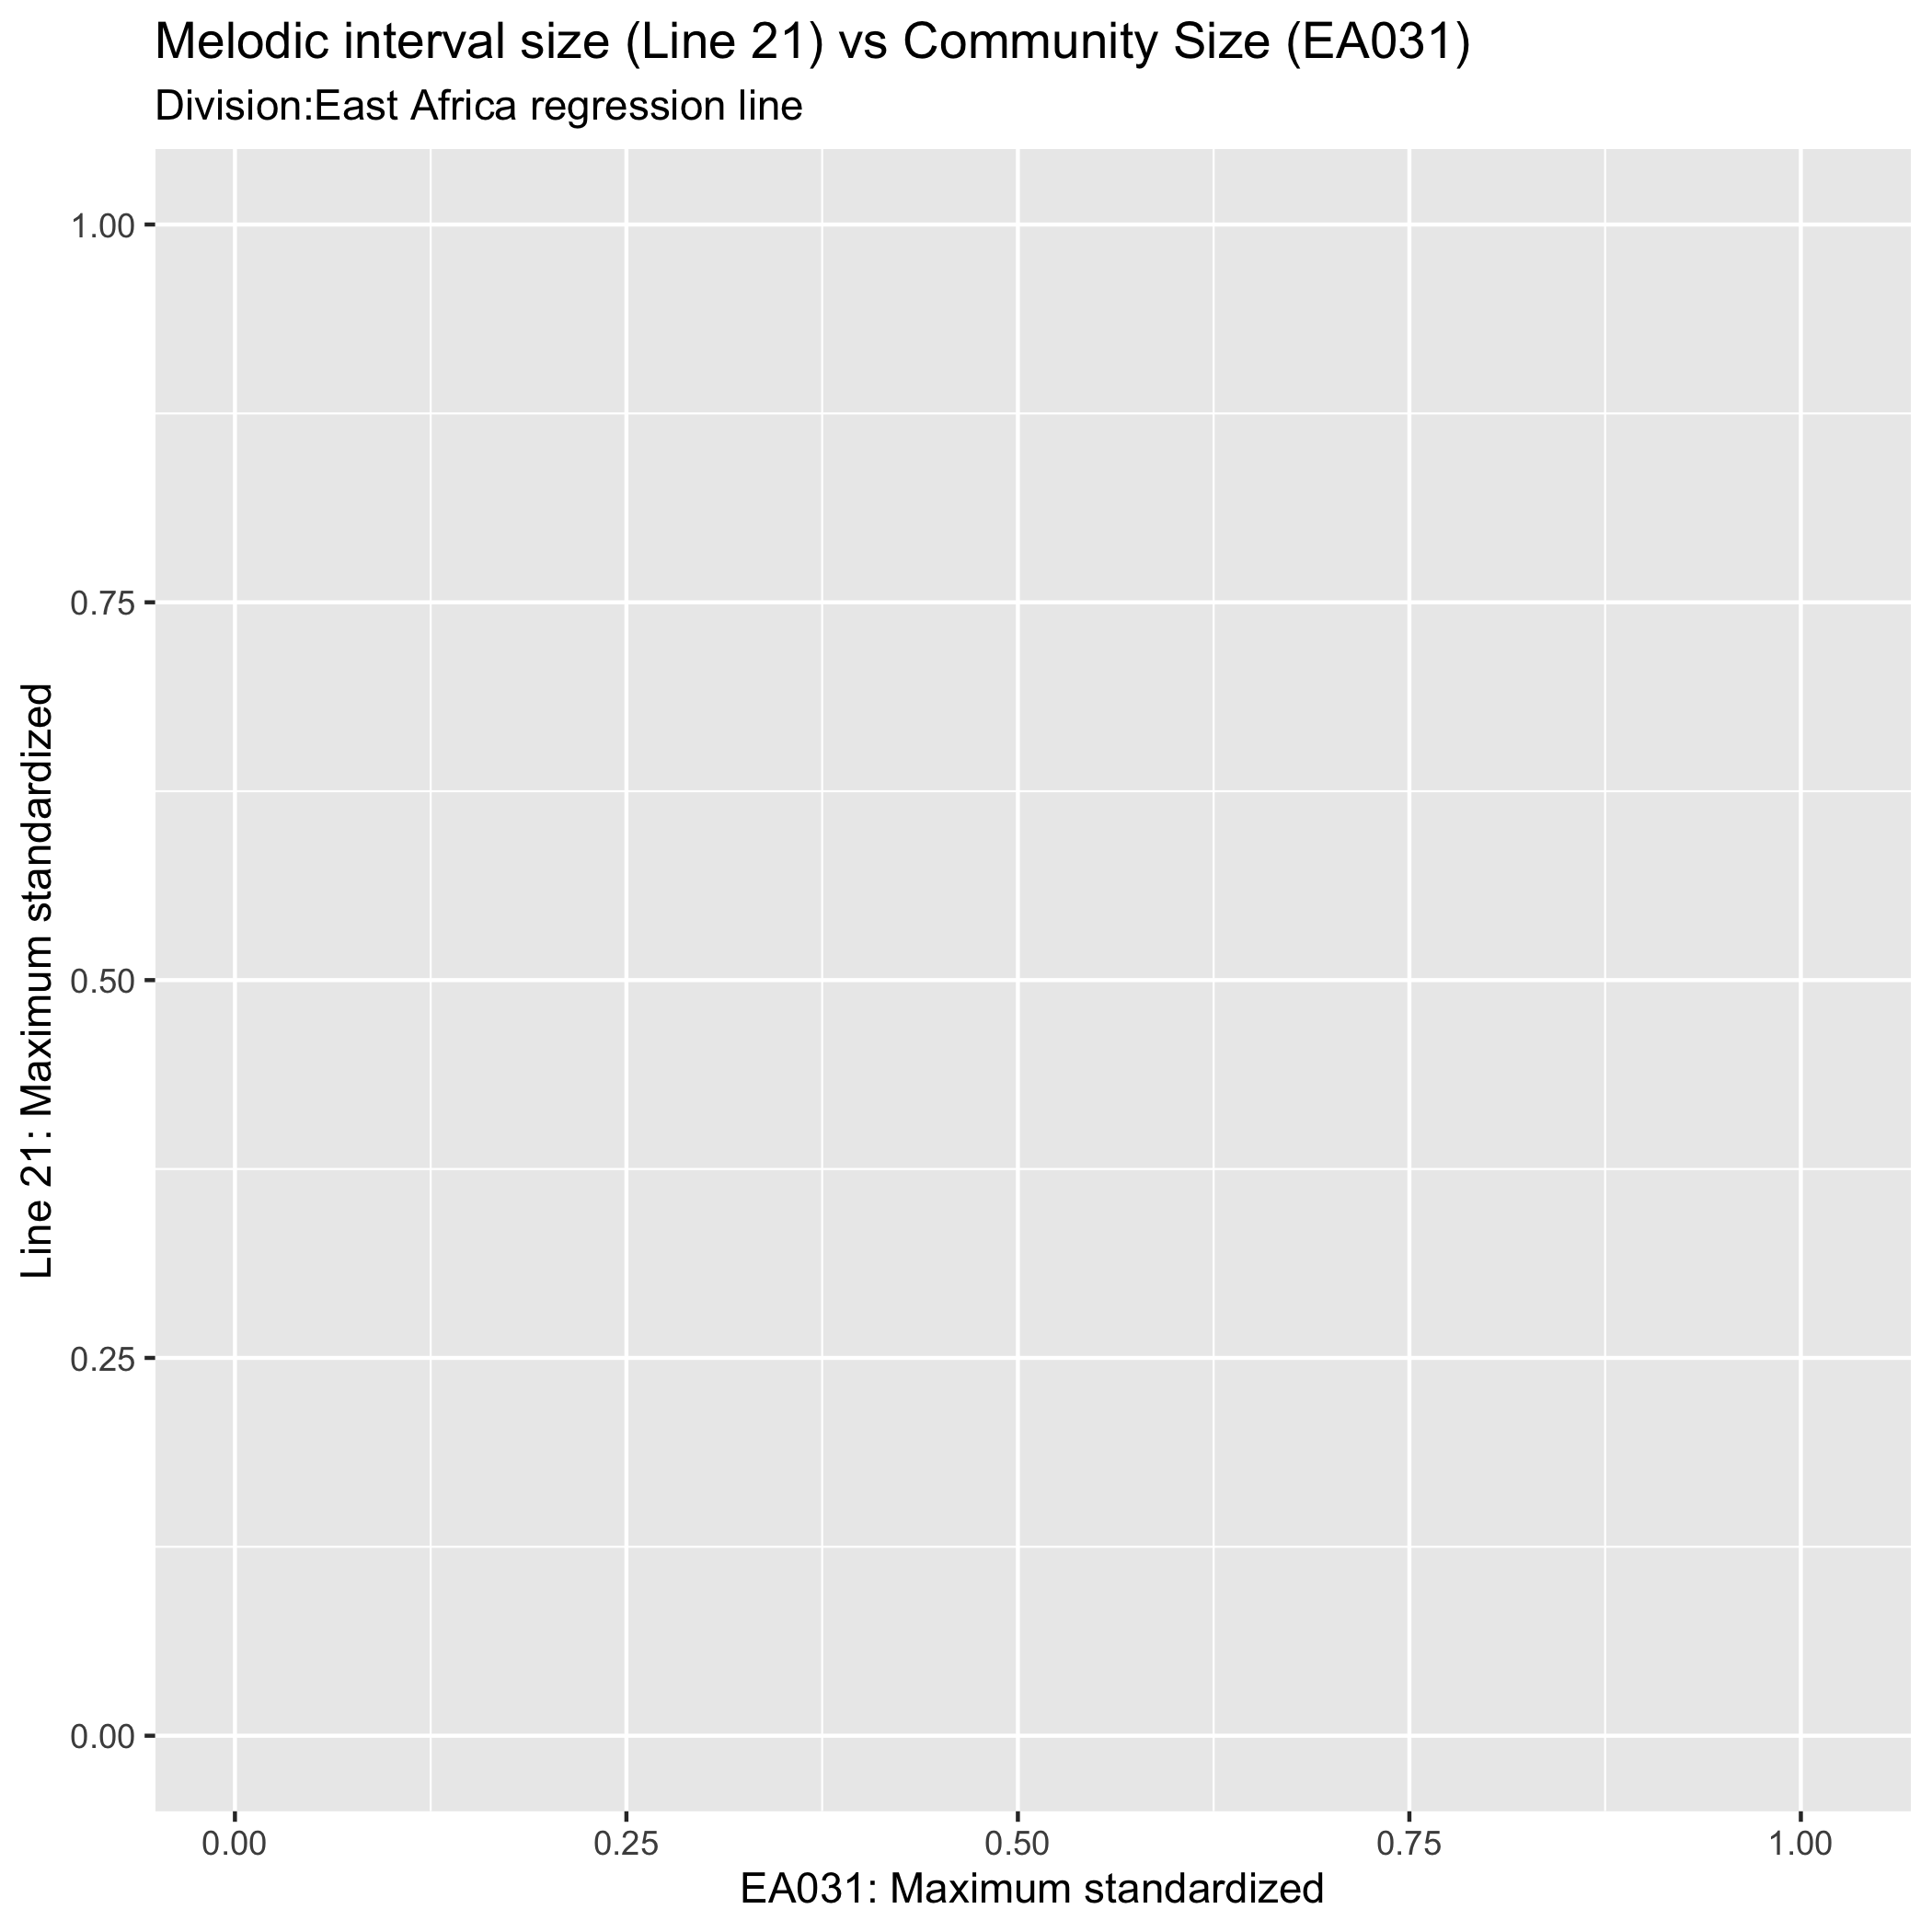 Melodic interval size (Line 21) vs Community Size (EA031)
Division:East Africa regression line
Line 21: Maximum standardized
1.00
0.75
0.50
0.25
0.00
0.00 0.25 0.50 0.75 1.00
EA031: Maximum standardized